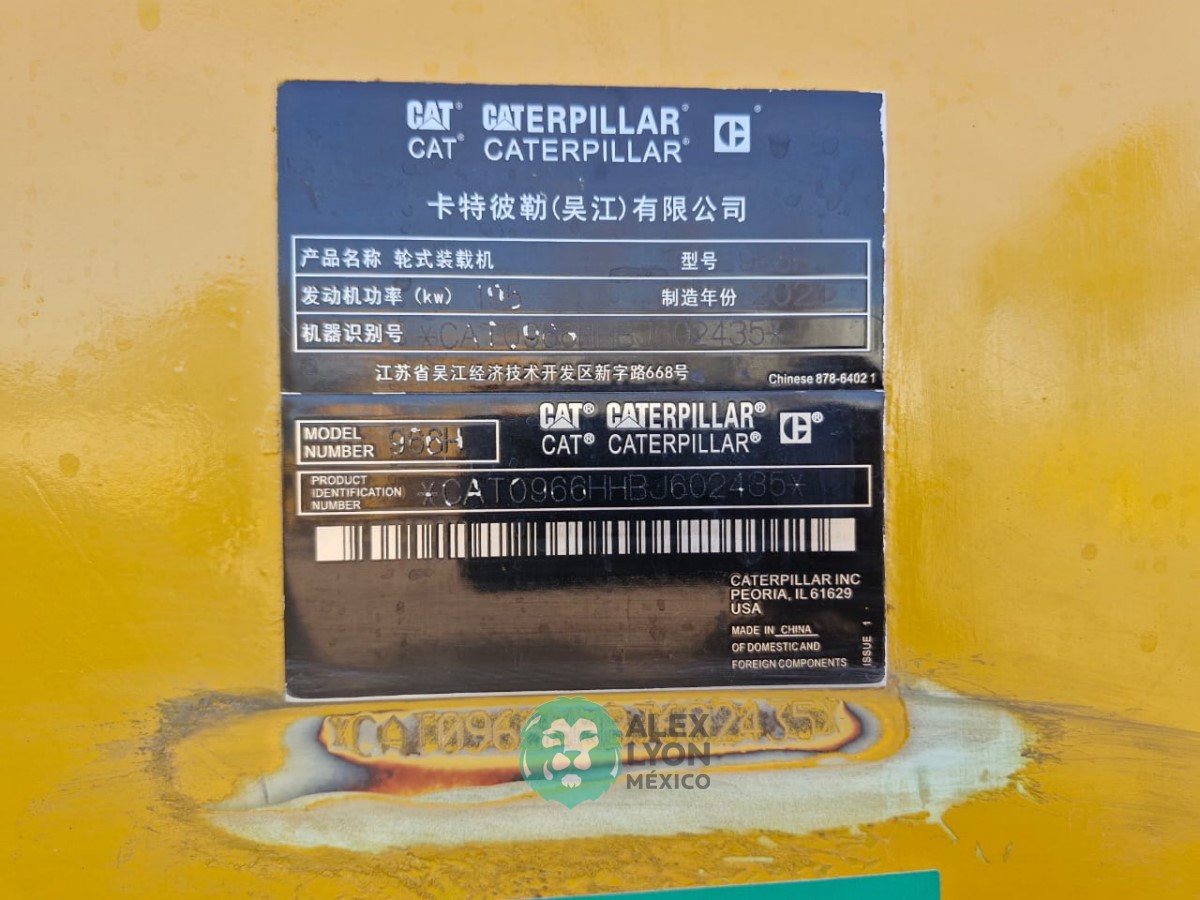 CAT® CATERPILLAR® C®
CAT® CATERPILLAR®
卡特彼勒(吴江)有限公司
产品名称 轮式装载机 型号
发动机功率 (kw) 制造年份
机器识别号 *CAT0966HHBJ602435*
江苏省吴江经济技术开发区新字路668号
Chinese 878-6402 1
MODEL NUMBER 966H
CAT® CATERPILLAR® C®
CAT® CATERPILLAR®
PRODUCT
IDENTIFICATION
NUMBER
*CAT0966HHBJ602435*
CATERPILLAR INC
PEORIA, IL 61629
USA
MADE IN CHINA
OF DOMESTIC AND
FOREIGN COMPONENTS
ISSUE 1
ALEX
LYON
MÉXICO